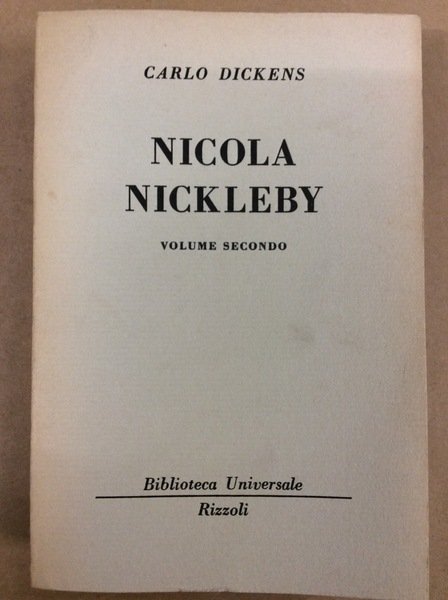 CARLO DICKENS
NICOLA
NICKLEBY
VOLUME SECONDO
Biblioteca Universale
Rizzoli